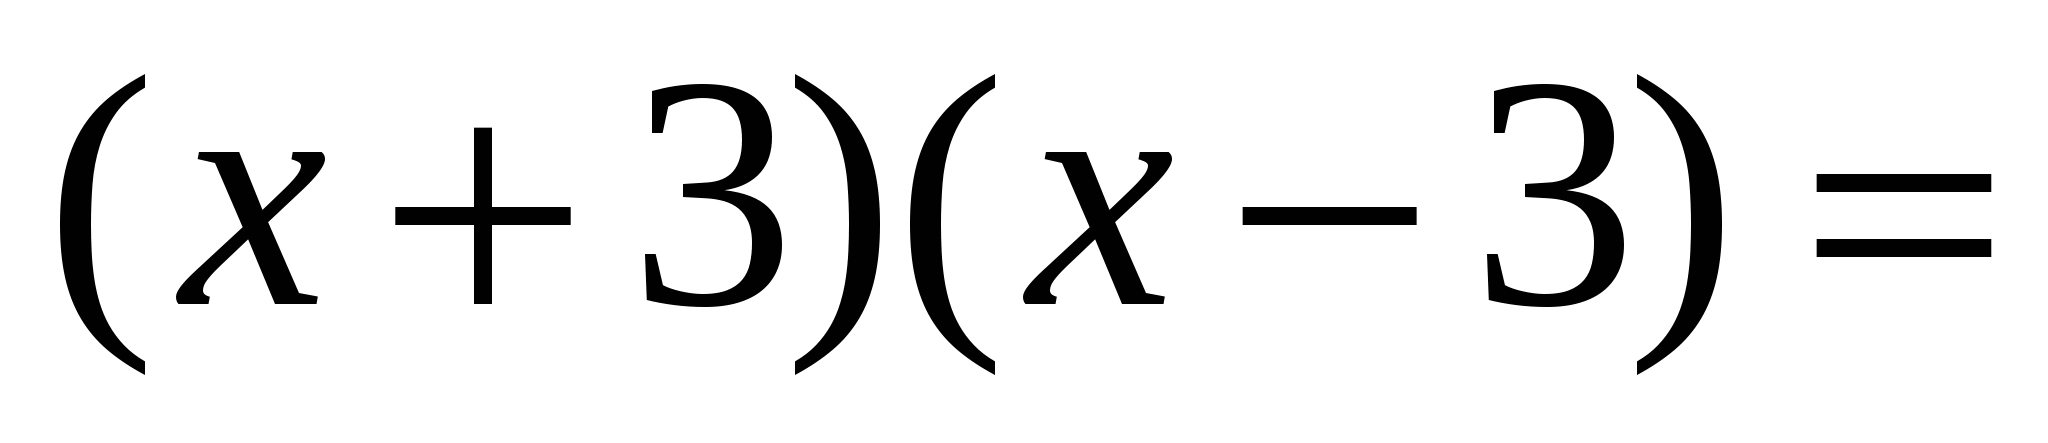 (x + 3)(x − 3) =